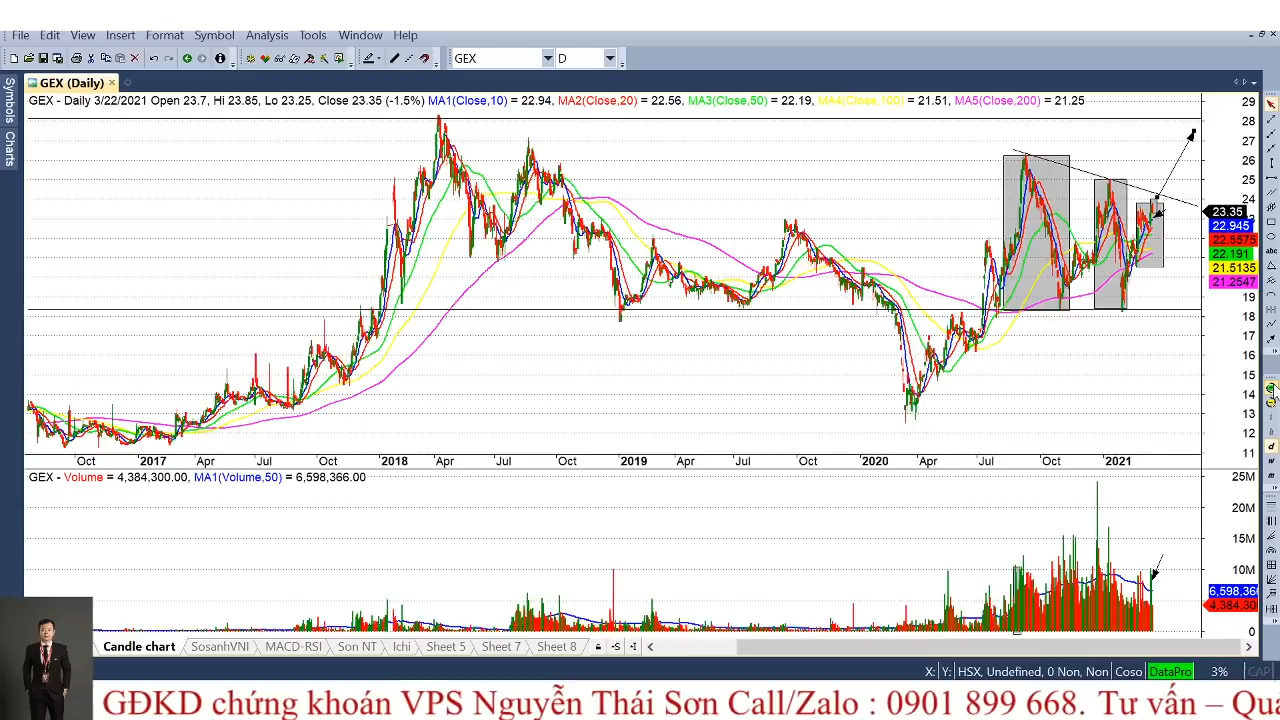 File Edit View Insert Format Symbol Analysis Tools Window Help
GEX D
GEX (Daily)
Symbols
Charts
GEX - Daily 3/22/2021 Open 23.7, Hi 23.85, Lo 23.25, Close 23.35 (-1.5%) MA1(Close,10) = 22.94, MA2(Close,20) = 22.56, MA3(Close,50) = 22.19, MA4(Close,100) = 21.51, MA5(Close,200) = 21.25
29
28
27
26
25
24
23.35
22.945
22.5575
22.191
21.5135
21.2547
19
18
17
16
15
14
13
12
11
Oct 2017 Apr Jul Oct 2018 Apr Jul Oct 2019 Apr Jul Oct 2020 Apr Jul Oct 2021
GEX - Volume = 4,384,300.00, MA1(Volume,50) = 6,598,366.00
25M
20M
15M
10M
6,598,366
4,384,30
0
Candle chart SosanhVNI MACD-RSI Son NT Ichi Sheet 5 Sheet 7 Sheet 8
X: Y: HSX, Undefined, 0 Non, Non Coso DataPro 3% CAP
GĐKD chứng khoán VPS Nguyễn Thái Sơn Call/Zalo : 0901 899 668. Tư vấn – Quả